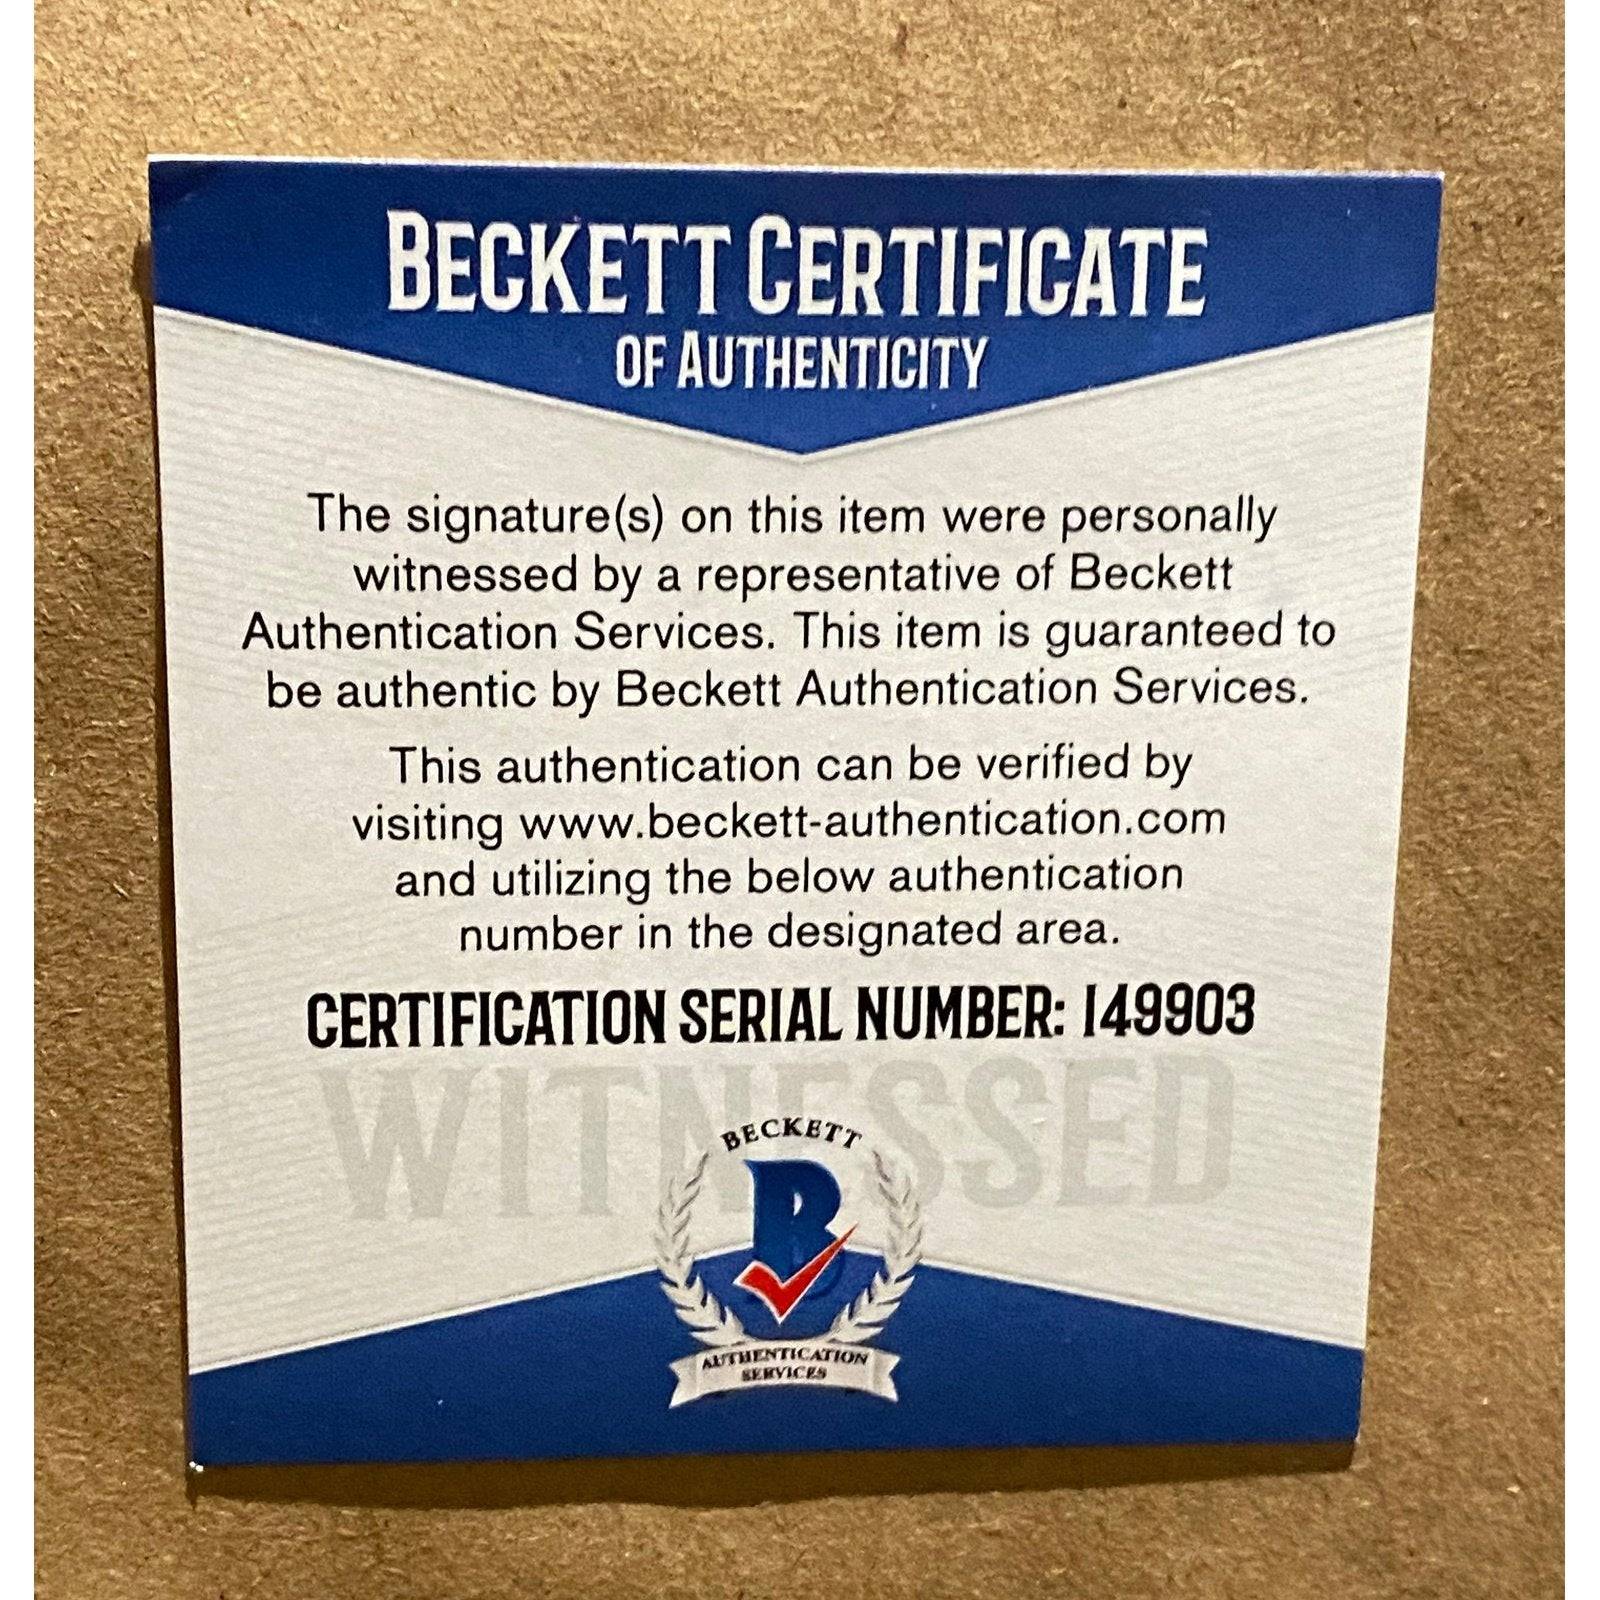 BECKETT CERTIFICATE
OF AUTHENTICITY
The signature(s) on this item were personally
witnessed by a representative of Beckett
Authentication Services. This item is guaranteed to
be authentic by Beckett Authentication Services.
This authentication can be verified by
visiting www.beckett-authentication.com
and utilizing the below authentication
number in the designated area.
CERTIFICATION SERIAL NUMBER: I49903
WITNESSED
BECKETT
B
AUTHENTICATION
SERVICES